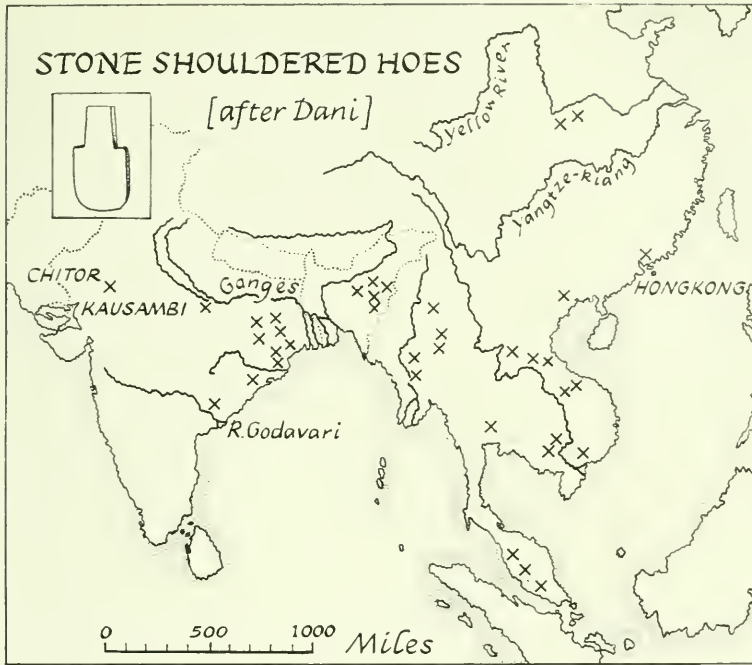 STONE SHOULDERED HOES
[after Dani]
Yellow River
Yangtze-kiang
CHITOR
KAUSAMBI
Ganges
HONGKONG
R. Godavari
0 500 1000 Miles